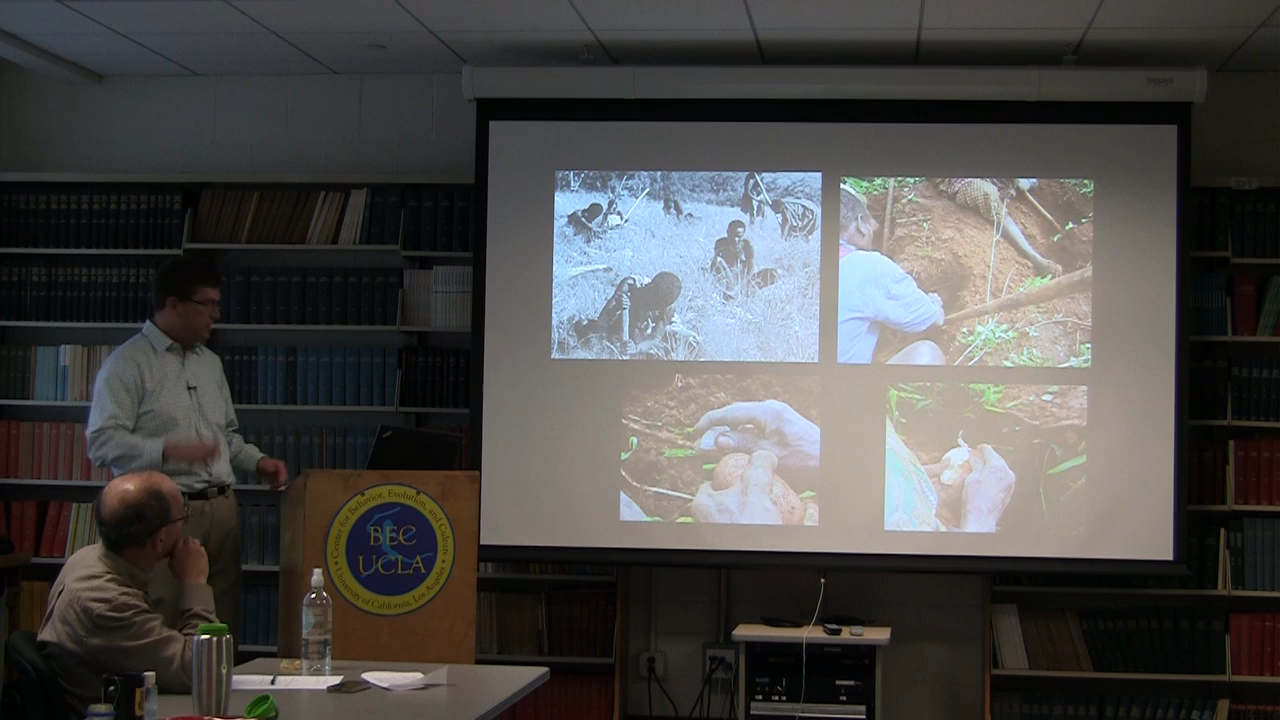 Center for Behavior, Evolution, and Culture
BEC
UCLA
University of California, Los Angeles